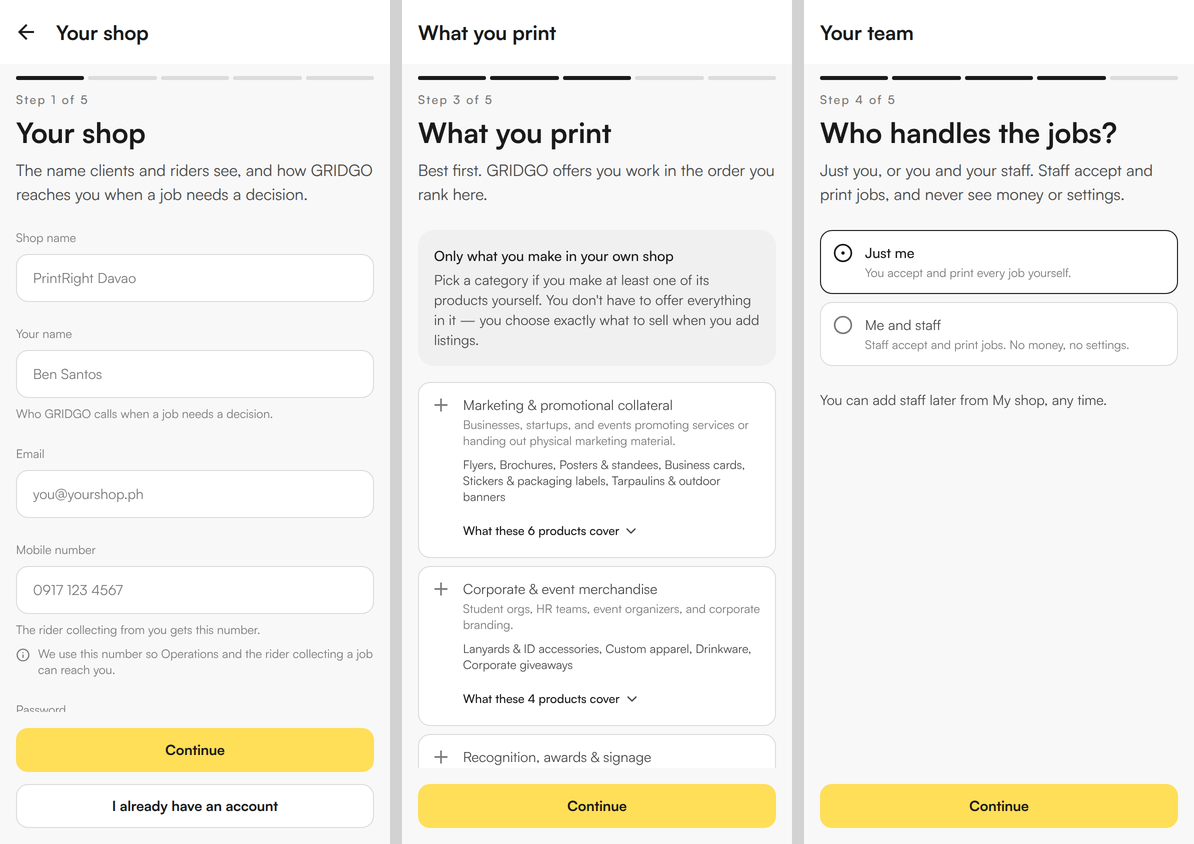 Your shop
Step 1 of 5
Your shop
The name clients and riders see, and how GRIDGO
reaches you when a job needs a decision.
Shop name
PrintRight Davao
Your name
Ben Santos
Who GRIDGO calls when a job needs a decision.
Email
you@yourshop.ph
Mobile number
0917 123 4567
The rider collecting from you gets this number.
We use this number so Operations and the rider collecting a job
can reach you.
Password
Continue
I already have an account
What you print
Step 3 of 5
What you print
Best first. GRIDGO offers you work in the order you
rank here.
Only what you make in your own shop
Pick a category if you make at least one of its
products yourself. You don't have to offer everything
in it — you choose exactly what to sell when you add
listings.
Marketing & promotional collateral
Businesses, startups, and events promoting services or
handing out physical marketing material.
Flyers, Brochures, Posters & standees, Business cards,
Stickers & packaging labels, Tarpaulins & outdoor
banners
What these 6 products cover
Corporate & event merchandise
Student orgs, HR teams, event organizers, and corporate
branding.
Lanyards & ID accessories, Custom apparel, Drinkware,
Corporate giveaways
What these 4 products cover
Recognition, awards & signage
Continue
Your team
Step 4 of 5
Who handles the jobs?
Just you, or you and your staff. Staff accept and
print jobs, and never see money or settings.
Just me
You accept and print every job yourself.
Me and staff
Staff accept and print jobs. No money, no settings.
You can add staff later from My shop, any time.
Continue